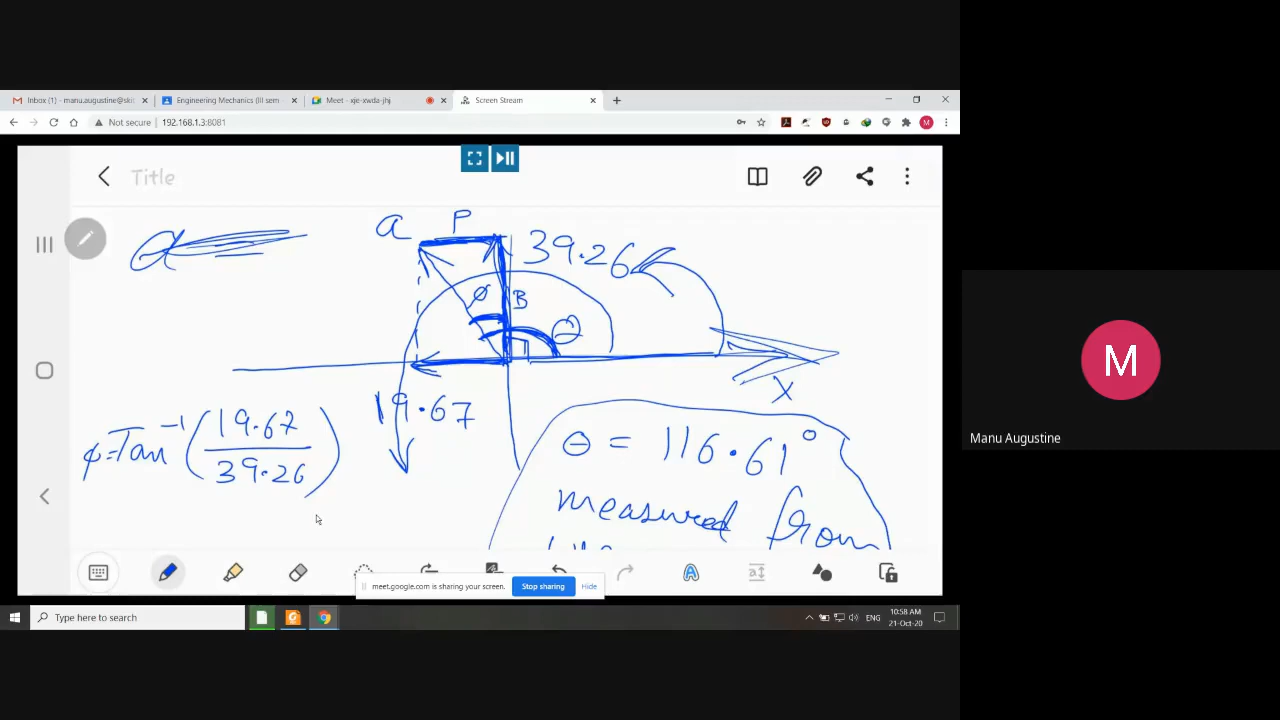 Inbox (1) - manu.augustine@skit
Engineering Mechanics (III sem
Meet - xje-xwda-jhj
Screen Stream
Not secure | 192.168.1.3:8081
Title
a
a
P
39.26
φ
B
θ
X
19.67
φ = Tan⁻¹ (19.67 / 39.26)
θ = 116.61°
measured from
meet.google.com is sharing your screen.
Stop sharing
Hide
Type here to search
ENG
10:58 AM
21-Oct-20
M
Manu Augustine